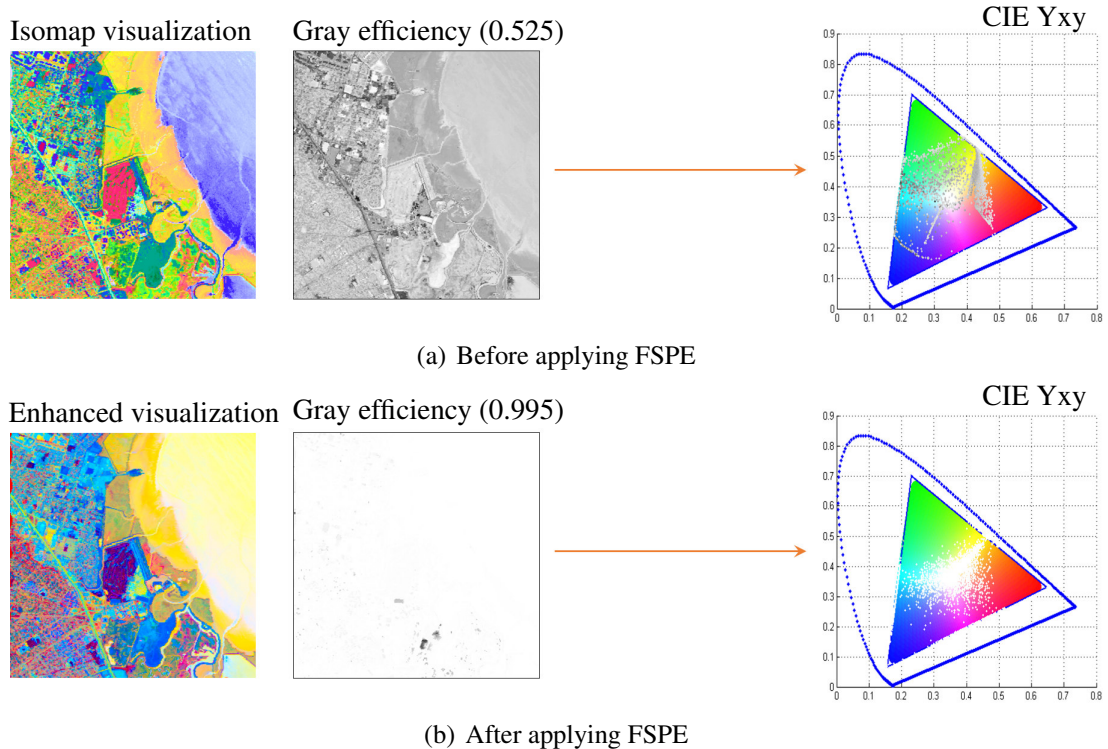 Isomap visualization
Gray efficiency (0.525)
CIE Yxy
0.9
0.8
0.7
0.6
0.5
0.4
0.3
0.2
0.1
0
0 0.1 0.2 0.3 0.4 0.5 0.6 0.7 0.8
(a) Before applying FSPE
Enhanced visualization
Gray efficiency (0.995)
CIE Yxy
0.9
0.8
0.7
0.6
0.5
0.4
0.3
0.2
0.1
0
0 0.1 0.2 0.3 0.4 0.5 0.6 0.7 0.8
(b) After applying FSPE